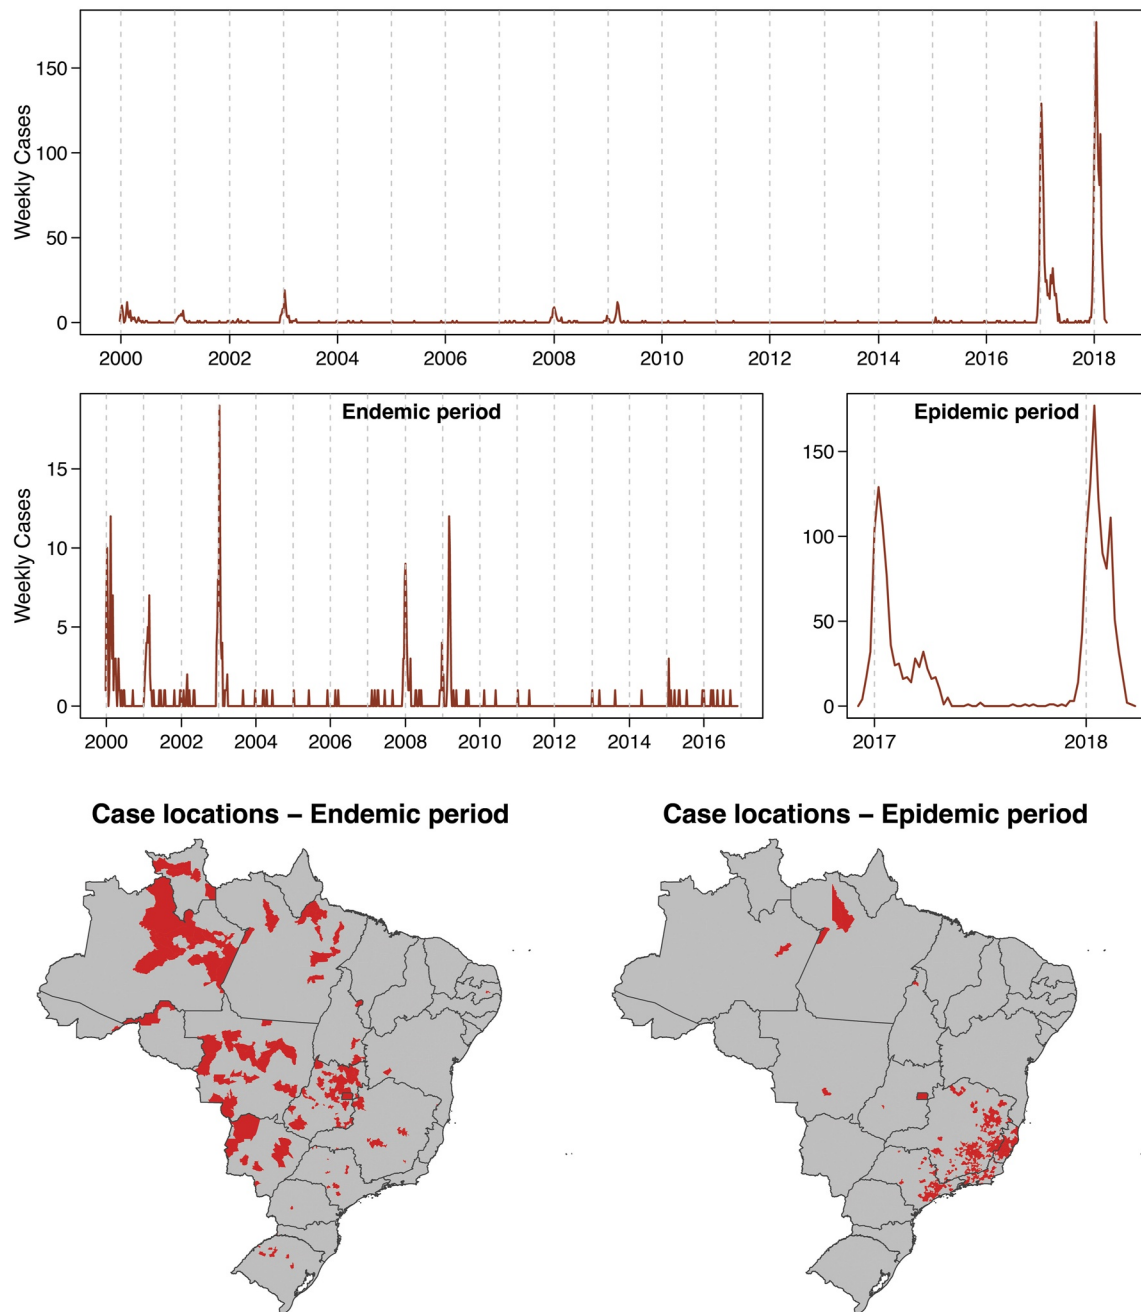 Weekly Cases
150
100
50
0
2000 2002 2004 2006 2008 2010 2012 2014 2016 2018
Endemic period
Weekly Cases
15
10
5
0
2000 2002 2004 2006 2008 2010 2012 2014 2016
Epidemic period
150
100
50
0
2017 2018
Case locations – Endemic period
Case locations – Epidemic period